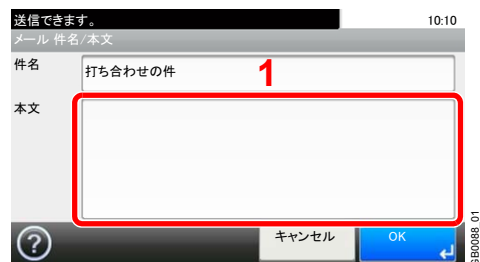 送信できます。 10:10
メール 件名/本文
件名 打ち合わせの件 1
本文
? キャンセル OK
GB0088_01